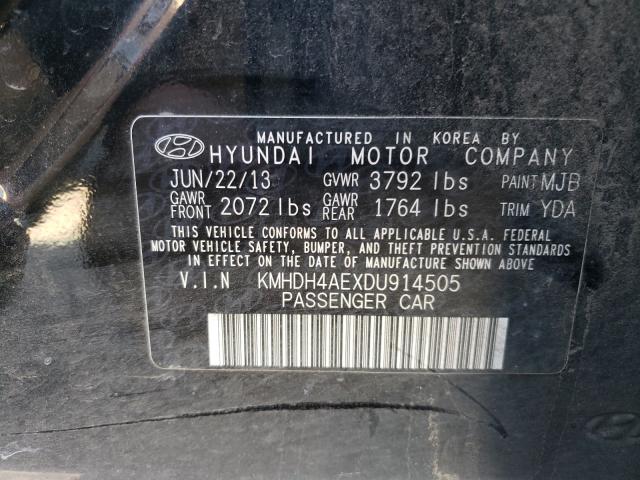 MANUFACTURED IN KOREA BY
HYUNDAI MOTOR COMPANY
JUN/22/13 GVWR 3792 lbs PAINT MJB
GAWR FRONT 2072 lbs GAWR REAR 1764 lbs TRIM YDA
THIS VEHICLE CONFORMS TO ALL APPLICABLE U.S.A. FEDERAL
MOTOR VEHICLE SAFETY, BUMPER, AND THEFT PREVENTION STANDARDS
IN EFFECT ON THE DATE OF MANUFACTURE SHOWN ABOVE.
V.I.N KMHDH4AEXDU914505
PASSENGER CAR